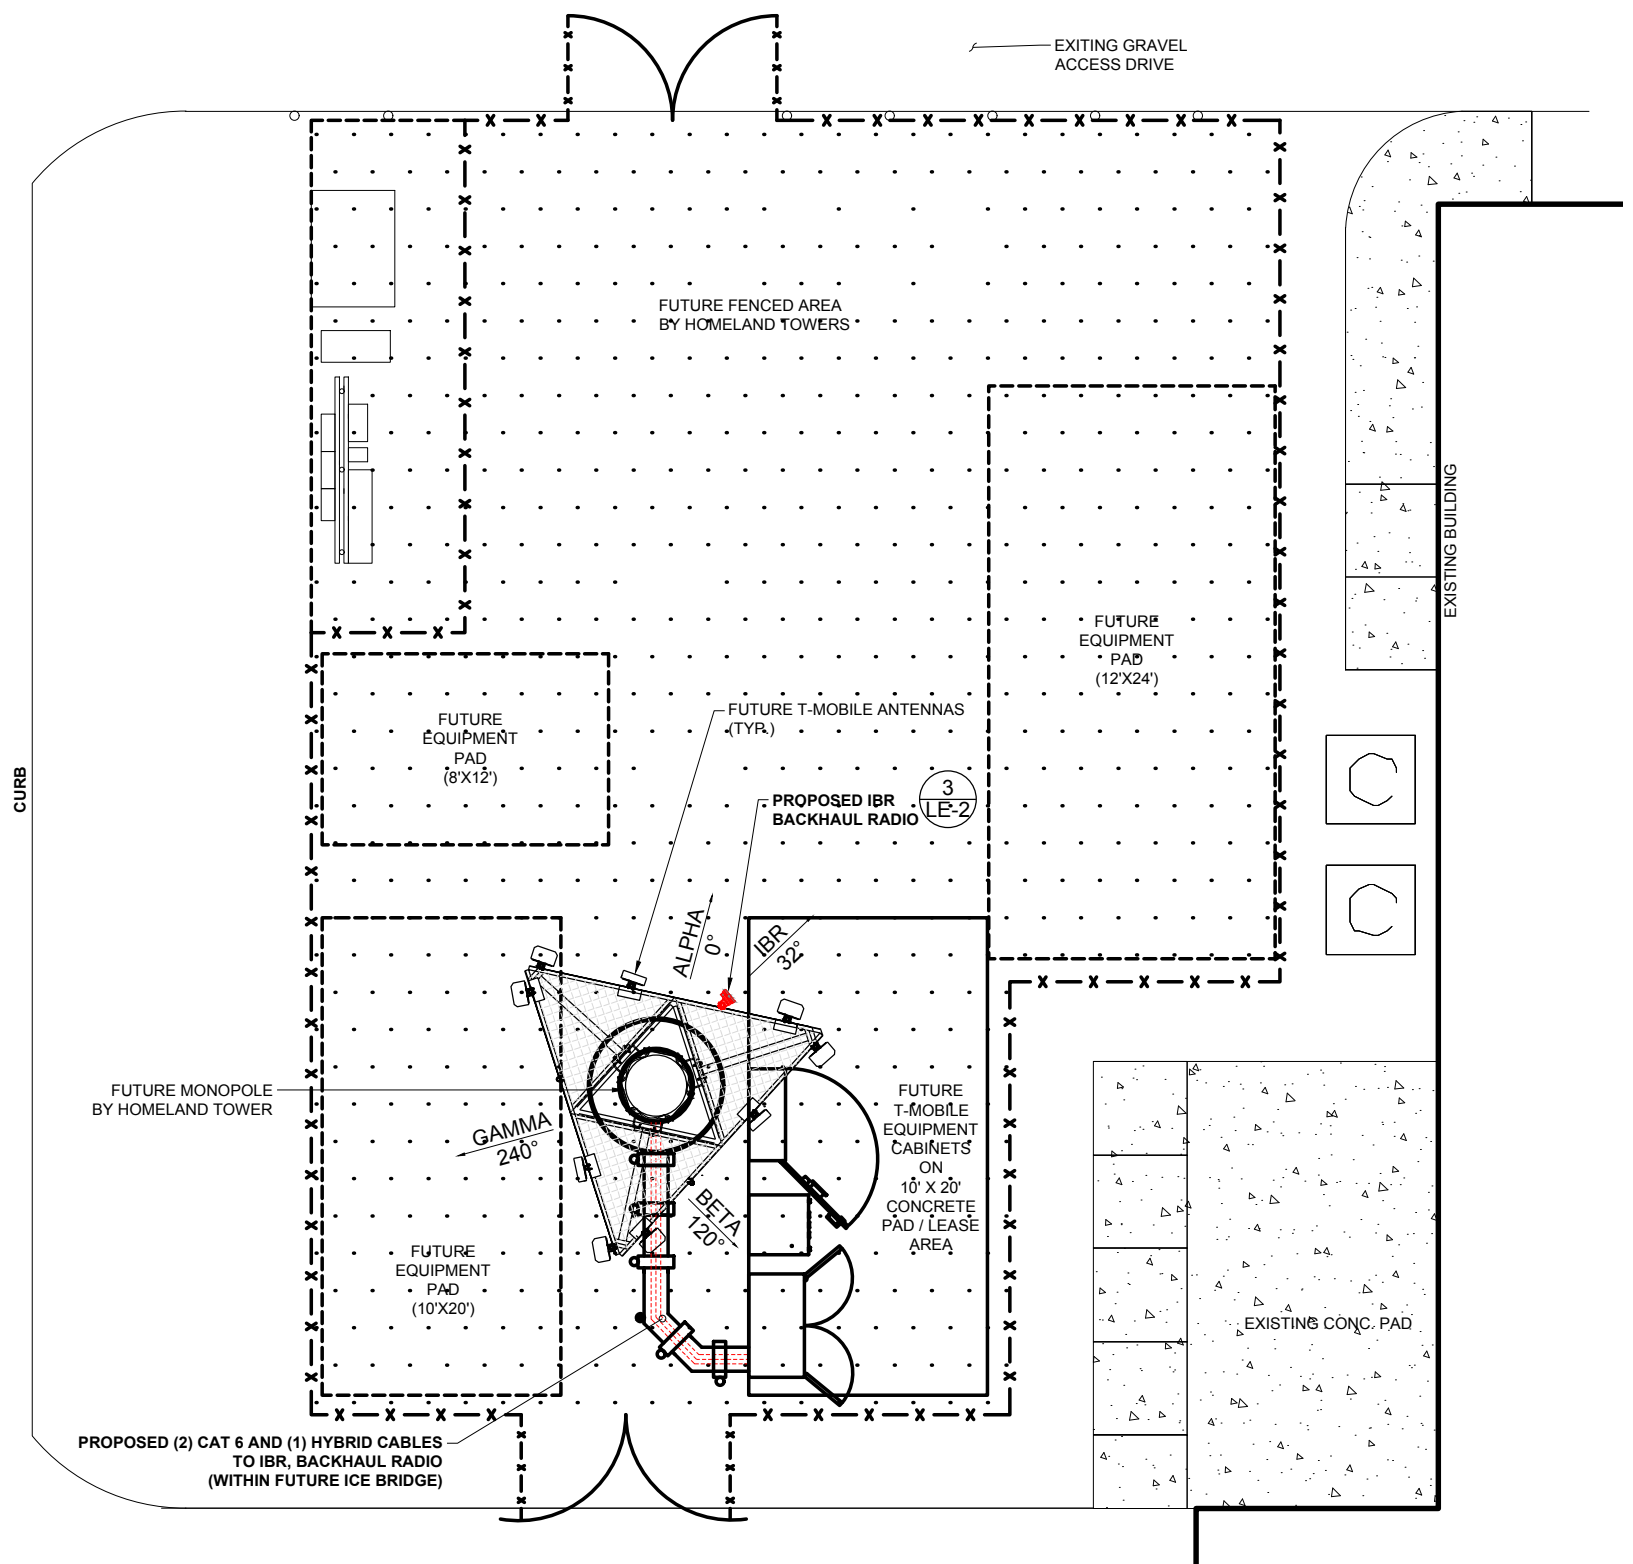 EXITING GRAVEL
ACCESS DRIVE
FUTURE FENCED AREA
BY HOMELAND TOWERS
EXISTING BUILDING
FUTURE
EQUIPMENT
PAD
(12'X24')
FUTURE T-MOBILE ANTENNAS
(TYP.)
FUTURE
EQUIPMENT
PAD
(8'X12')
CURB
PROPOSED IBR
BACKHAUL RADIO
3
LE-2
ALPHA
0°
IBR
32°
FUTURE MONOPOLE
BY HOMELAND TOWER
GAMMA
240°
BETA
120°
FUTURE
T-MOBILE
EQUIPMENT
CABINETS
ON
10' X 20'
CONCRETE
PAD / LEASE
AREA
FUTURE
EQUIPMENT
PAD
(10'X20')
EXISTING CONC. PAD
PROPOSED (2) CAT 6 AND (1) HYBRID CABLES
TO IBR, BACKHAUL RADIO
(WITHIN FUTURE ICE BRIDGE)